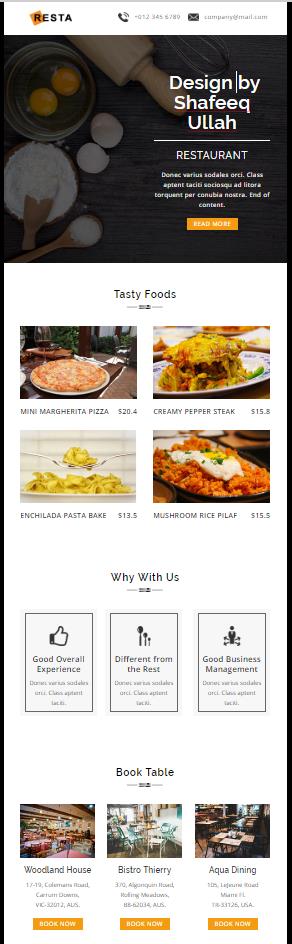 RESTA
+012 345 6789 company@mail.com
Design by
Shafeeq
Ullah
RESTAURANT
Donec varius sodales orci. Class
aptent taciti sociosqu ad litora
torquent per conubia nostra. End of
content.
READ MORE
Tasty Foods
MINI MARGHERITA PIZZA $20.4
CREAMY PEPPER STEAK $15.8
ENCHILADA PASTA BAKE $13.5
MUSHROOM RICE PILAF $15.5
Why With Us
Good Overall
Experience
Donec varius sodales
orci. Class aptent
taciti.
Different from
the Rest
Donec varius sodales
orci. Class aptent
taciti.
Good Business
Management
Donec varius sodales
orci. Class aptent
taciti.
Book Table
Woodland House
17-19, Colemans Road,
Carrum Downs,
VIC-32012, AUS.
BOOK NOW
Bistro Thierry
370, Algonquin Road,
Rolling Meadows,
BB-62034, AUS.
BOOK NOW
Aqua Dining
105, LeJeune Road
Miami Fl.
TR-33126, USA.
BOOK NOW